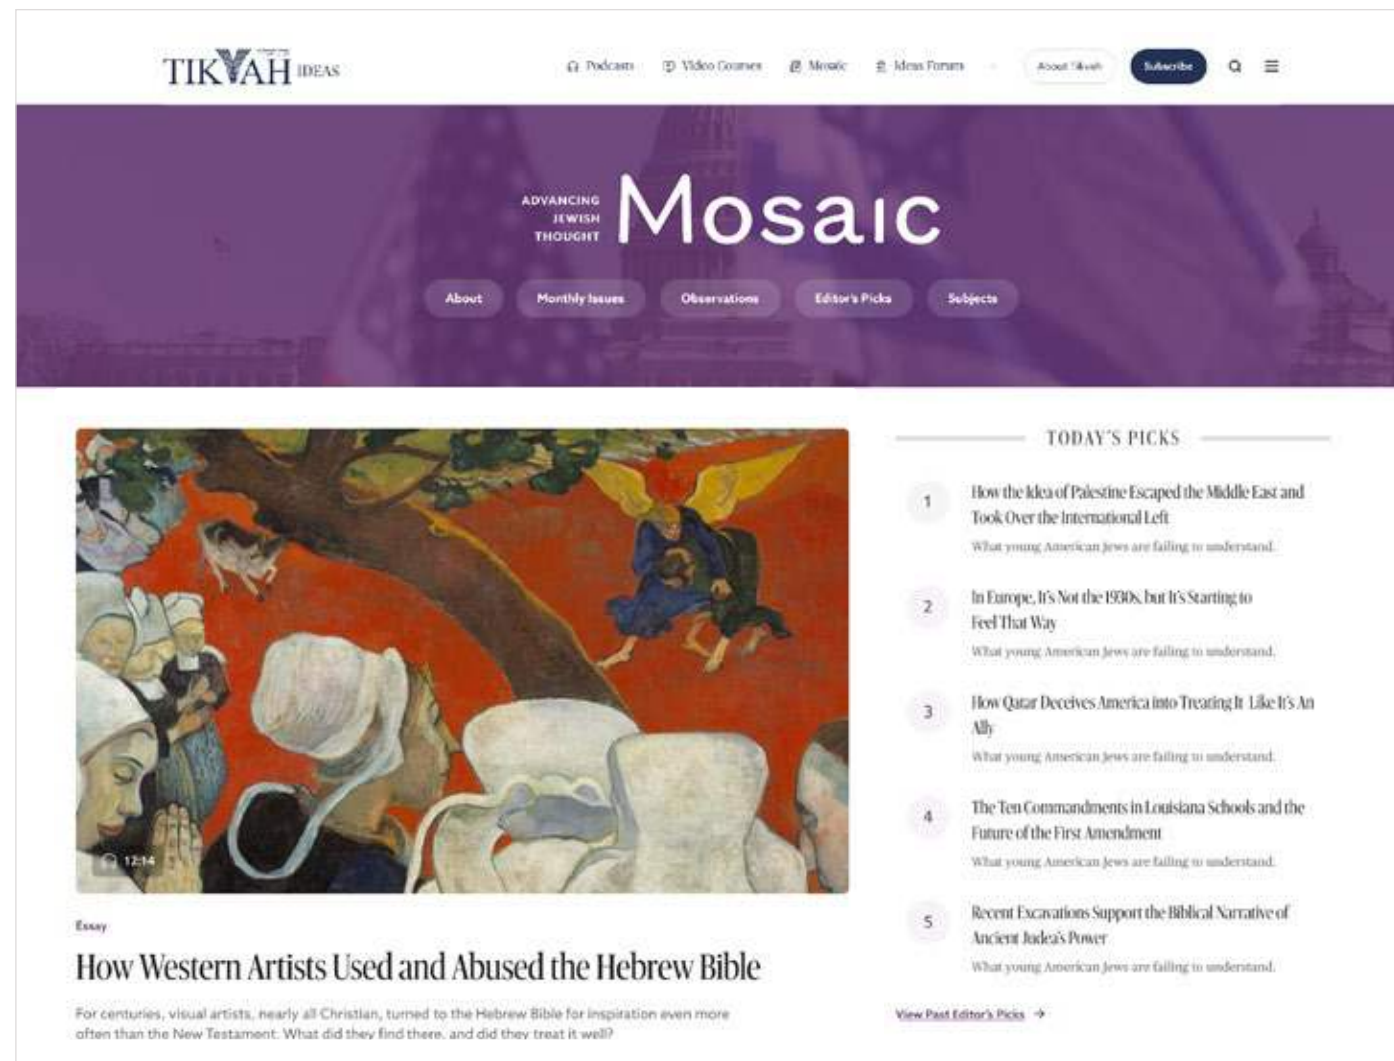 TIKVAH IDEAS
Podcasts
Video Courses
Mosaic
Ideas Forum
About Tikvah
Subscribe
ADVANCING
JEWISH
THOUGHT
Mosaic
About
Monthly Issues
Observations
Editor's Picks
Subjects
12:14
Essay
How Western Artists Used and Abused the Hebrew Bible
For centuries, visual artists, nearly all Christian, turned to the Hebrew Bible for inspiration even more
often than the New Testament. What did they find there, and did they treat it well?
TODAY'S PICKS
1
How the Idea of Palestine Escaped the Middle East and
Took Over the International Left
What young American Jews are failing to understand.
2
In Europe, It's Not the 1930s, but It's Starting to
Feel That Way
What young American Jews are failing to understand.
3
How Qatar Deceives America into Treating It Like It's An
Ally
What young American Jews are failing to understand.
4
The Ten Commandments in Louisiana Schools and the
Future of the First Amendment
What young American Jews are failing to understand.
5
Recent Excavations Support the Biblical Narrative of
Ancient Judea's Power
What young American Jews are failing to understand.
View Past Editor's Picks →